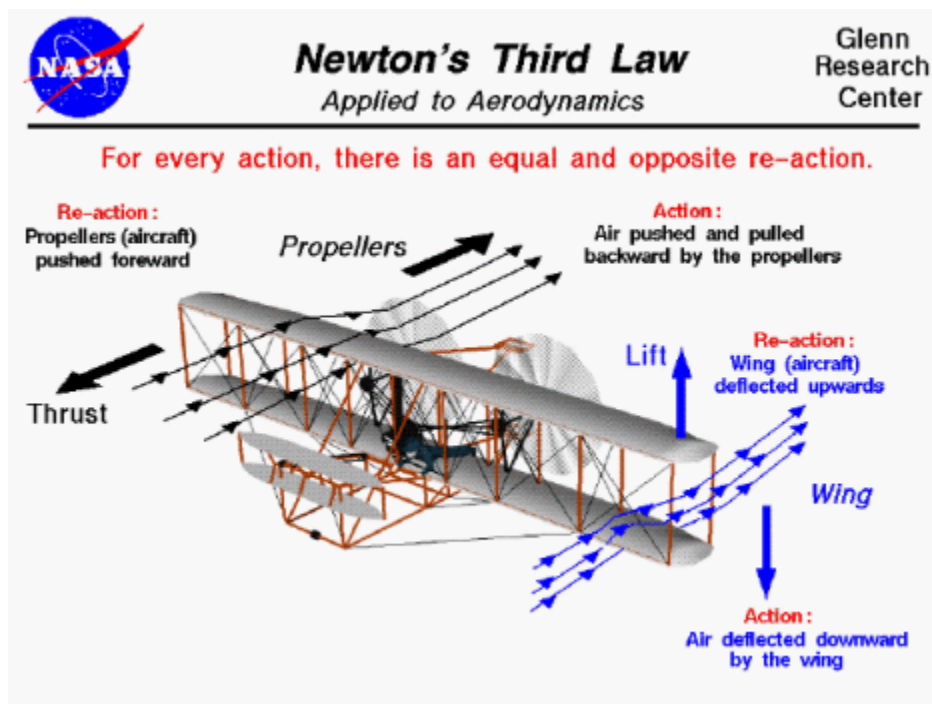 NASA
Newton's Third Law
Applied to Aerodynamics
Glenn
Research
Center
For every action, there is an equal and opposite re-action.
Re-action:
Propellers (aircraft)
pushed foreward
Propellers
Action:
Air pushed and pulled
backward by the propellers
Thrust
Lift
Re-action:
Wing (aircraft)
deflected upwards
Wing
Action:
Air deflected downward
by the wing